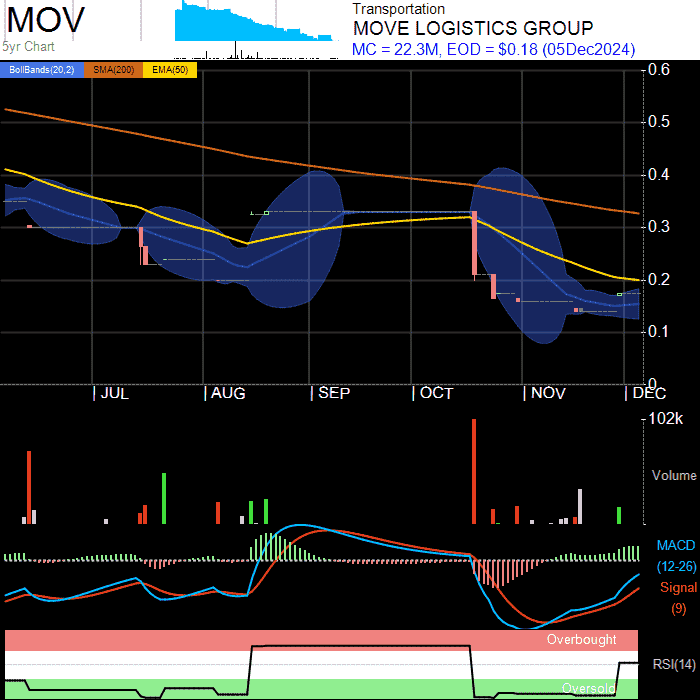 MOV
5yr Chart
Transportation
MOVE LOGISTICS GROUP
MC = 22.3M, EOD = $0.18 (05Dec2024)
BollBands(20,2) SMA(200) EMA(50)
0.6
0.5
0.4
0.3
0.2
0.1
0
JUL AUG SEP OCT NOV DEC
102k
Volume
MACD
(12-26)
Signal
(9)
Overbought
RSI(14)
Oversold